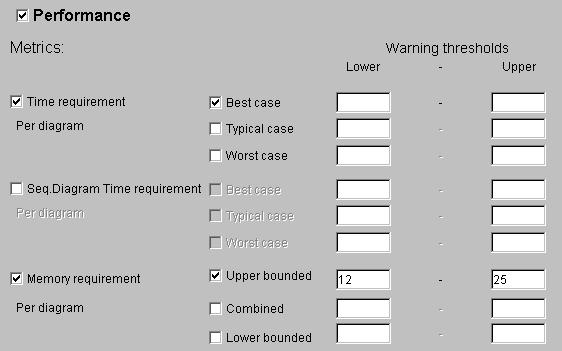 Performance
Metrics: Warning thresholds
Lower - Upper
Time requirement Best case -
Per diagram Typical case -
Worst case -
Seq.Diagram Time requirement Best case -
Per diagram Typical case -
Worst case -
Memory requirement Upper bounded 12 - 25
Per diagram Combined -
Lower bounded -